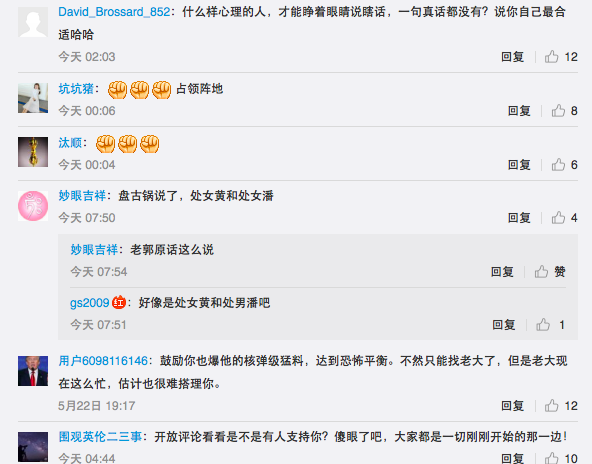 David_Brossard_852：什么样心理的人，才能睁着眼睛说瞎话，一句真话都没有？说你自己最合
适哈哈
今天 02:03 回复 12
坑坑猪： 占领阵地
今天 00:06 回复 8
汰顺：
今天 00:04 回复 6
妙眼吉祥：盘古锅说了，处女黄和处女潘
今天 07:50 回复 4
妙眼吉祥：老郭原话这么说
今天 07:54 回复 赞
gs2009 红：好像是处女黄和处男潘吧
今天 07:51 回复 1
用户6098116146：鼓励你也爆他的核弹级猛料，达到恐怖平衡。不然只能找老大了，但是老大现
在这么忙，估计也很难搭理你。
5月22日 19:17 回复 12
围观英伦二三事：开放评论看看是不是有人支持你？傻眼了吧，大家都是一切刚刚开始的那一边！
今天 04:44 回复 10